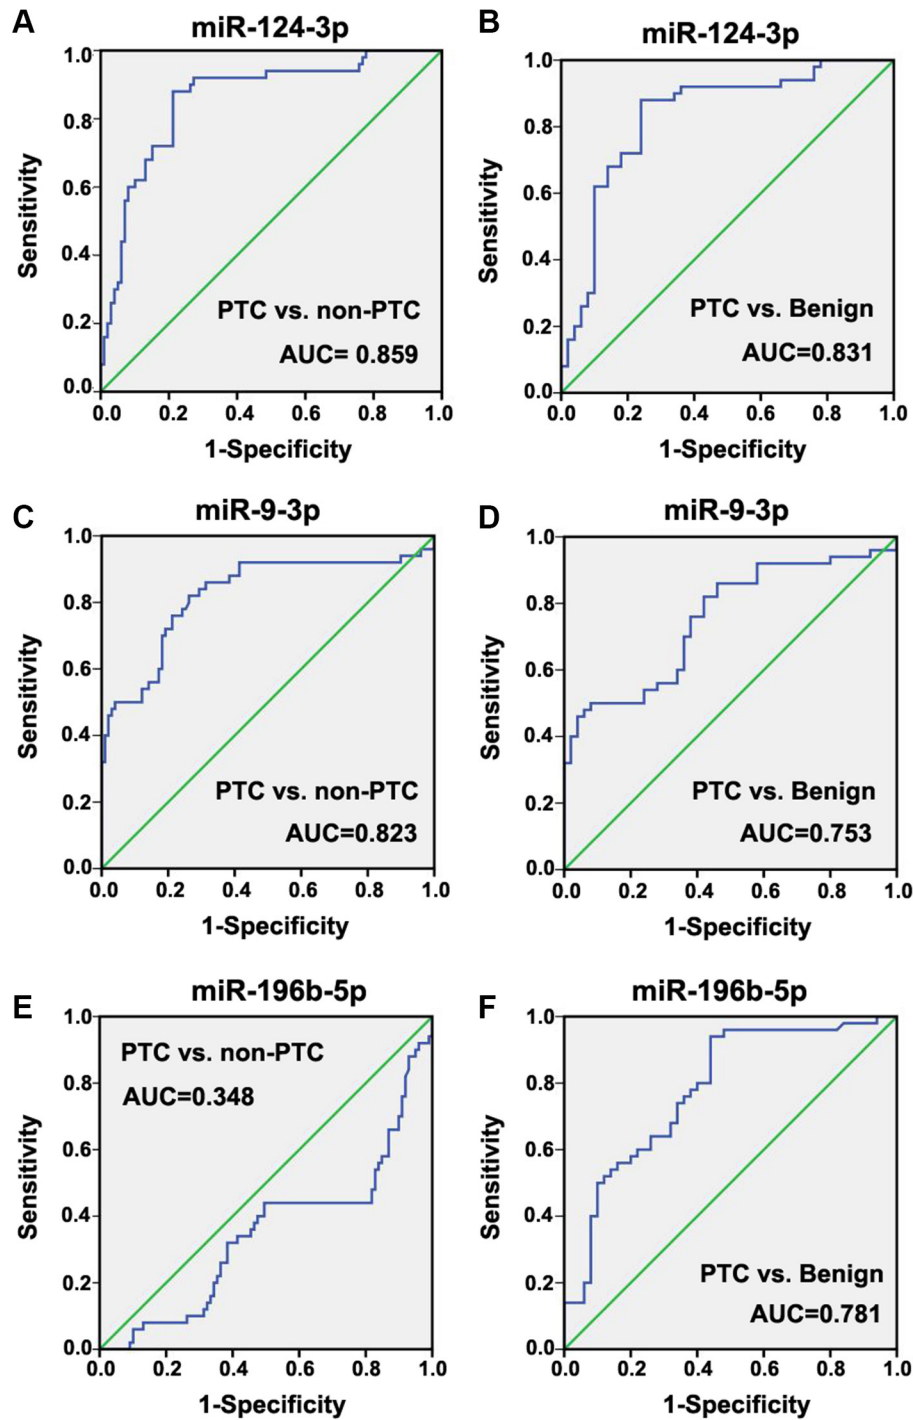 A
miR-124-3p
1.0
0.8
0.6
0.4
0.2
0.0
Sensitivity
PTC vs. non-PTC
AUC= 0.859
0.0 0.2 0.4 0.6 0.8 1.0
1-Specificity
B
miR-124-3p
1.0
0.8
0.6
0.4
0.2
0.0
Sensitivity
PTC vs. Benign
AUC=0.831
0.0 0.2 0.4 0.6 0.8 1.0
1-Specificity
C
miR-9-3p
1.0
0.8
0.6
0.4
0.2
0.0
Sensitivity
PTC vs. non-PTC
AUC=0.823
0.0 0.2 0.4 0.6 0.8 1.0
1-Specificity
D
miR-9-3p
1.0
0.8
0.6
0.4
0.2
0.0
Sensitivity
PTC vs. Benign
AUC=0.753
0.0 0.2 0.4 0.6 0.8 1.0
1-Specificity
E
miR-196b-5p
1.0
0.8
0.6
0.4
0.2
0.0
Sensitivity
PTC vs. non-PTC
AUC=0.348
0.0 0.2 0.4 0.6 0.8 1.0
1-Specificity
F
miR-196b-5p
1.0
0.8
0.6
0.4
0.2
0.0
Sensitivity
PTC vs. Benign
AUC=0.781
0.0 0.2 0.4 0.6 0.8 1.0
1-Specificity